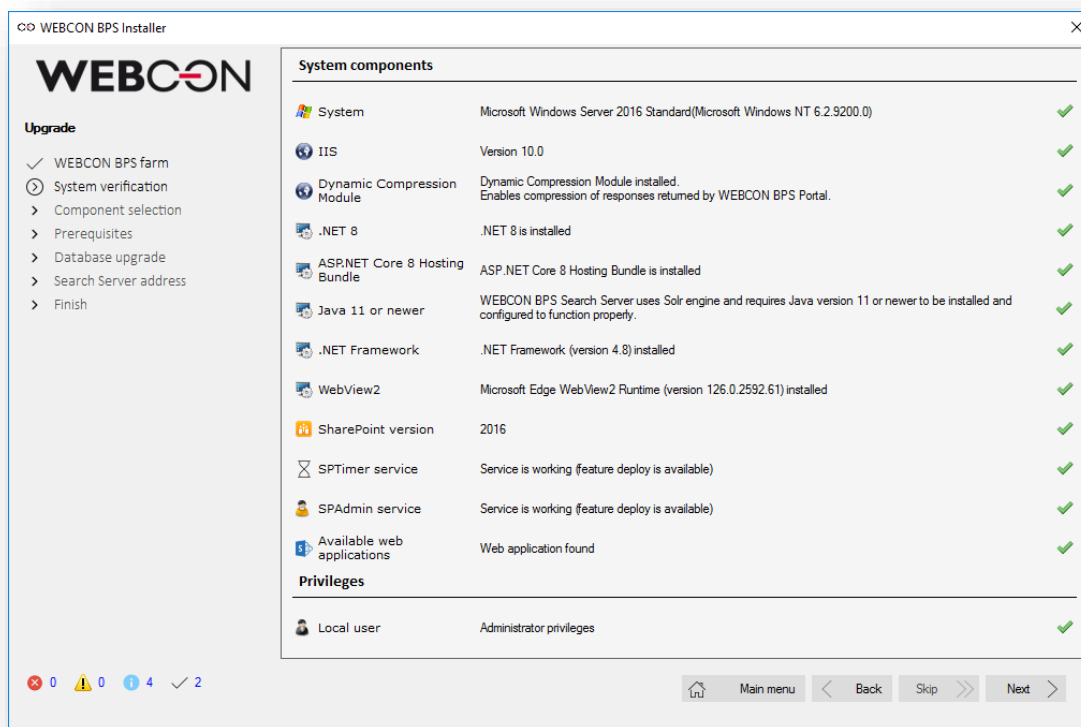 WEBCON BPS Installer
WEBCON
Upgrade
WEBCON BPS farm
System verification
Component selection
Prerequisites
Database upgrade
Search Server address
Finish
System components
System Microsoft Windows Server 2016 Standard(Microsoft Windows NT 6.2.9200.0)
IIS Version 10.0
Dynamic Compression
Module
Dynamic Compression Module installed.
Enables compression of responses returned by WEBCON BPS Portal.
.NET 8 .NET 8 is installed
ASP.NET Core 8 Hosting
Bundle
ASP.NET Core 8 Hosting Bundle is installed
Java 11 or newer
WEBCON BPS Search Server uses Solr engine and requires Java version 11 or newer to be installed and
configured to function properly.
.NET Framework .NET Framework (version 4.8) installed
WebView2 Microsoft Edge WebView2 Runtime (version 126.0.2592.61) installed
SharePoint version 2016
SPTimer service Service is working (feature deploy is available)
SPAdmin service Service is working (feature deploy is available)
Available web
applications
Web application found
Privileges
Local user Administrator privileges
0 0 4 2
Main menu Back Skip Next